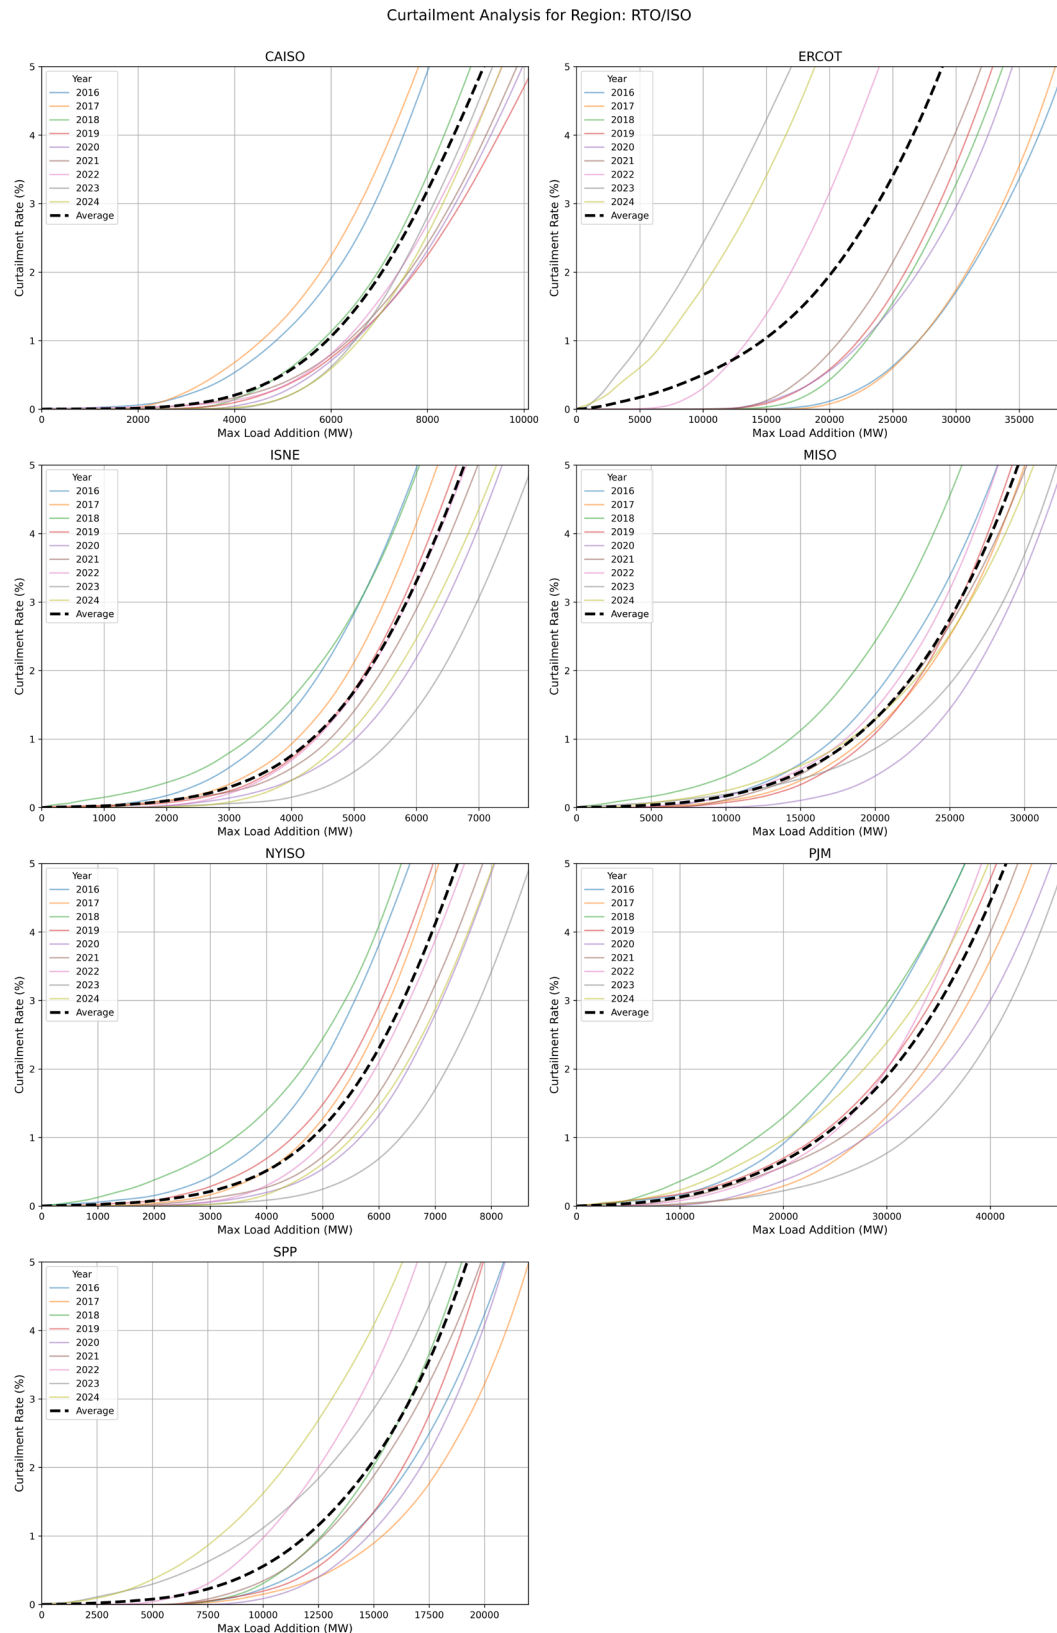 Curtailment Analysis for Region: RTO/ISO
CAISO
Curtailment Rate (%)
5
4
3
2
1
0
Year
2016
2017
2018
2019
2020
2021
2022
2023
2024
Average
0 2000 4000 6000 8000 10000
Max Load Addition (MW)
ERCOT
Curtailment Rate (%)
5
4
3
2
1
0
Year
2016
2017
2018
2019
2020
2021
2022
2023
2024
Average
0 5000 10000 15000 20000 25000 30000 35000
Max Load Addition (MW)
ISNE
Curtailment Rate (%)
5
4
3
2
1
0
Year
2016
2017
2018
2019
2020
2021
2022
2023
2024
Average
0 1000 2000 3000 4000 5000 6000 7000
Max Load Addition (MW)
MISO
Curtailment Rate (%)
5
4
3
2
1
0
Year
2016
2017
2018
2019
2020
2021
2022
2023
2024
Average
0 5000 10000 15000 20000 25000 30000
Max Load Addition (MW)
NYISO
Curtailment Rate (%)
5
4
3
2
1
0
Year
2016
2017
2018
2019
2020
2021
2022
2023
2024
Average
0 1000 2000 3000 4000 5000 6000 7000 8000
Max Load Addition (MW)
PJM
Curtailment Rate (%)
5
4
3
2
1
0
Year
2016
2017
2018
2019
2020
2021
2022
2023
2024
Average
0 10000 20000 30000 40000
Max Load Addition (MW)
SPP
Curtailment Rate (%)
5
4
3
2
1
0
Year
2016
2017
2018
2019
2020
2021
2022
2023
2024
Average
0 2500 5000 7500 10000 12500 15000 17500 20000
Max Load Addition (MW)